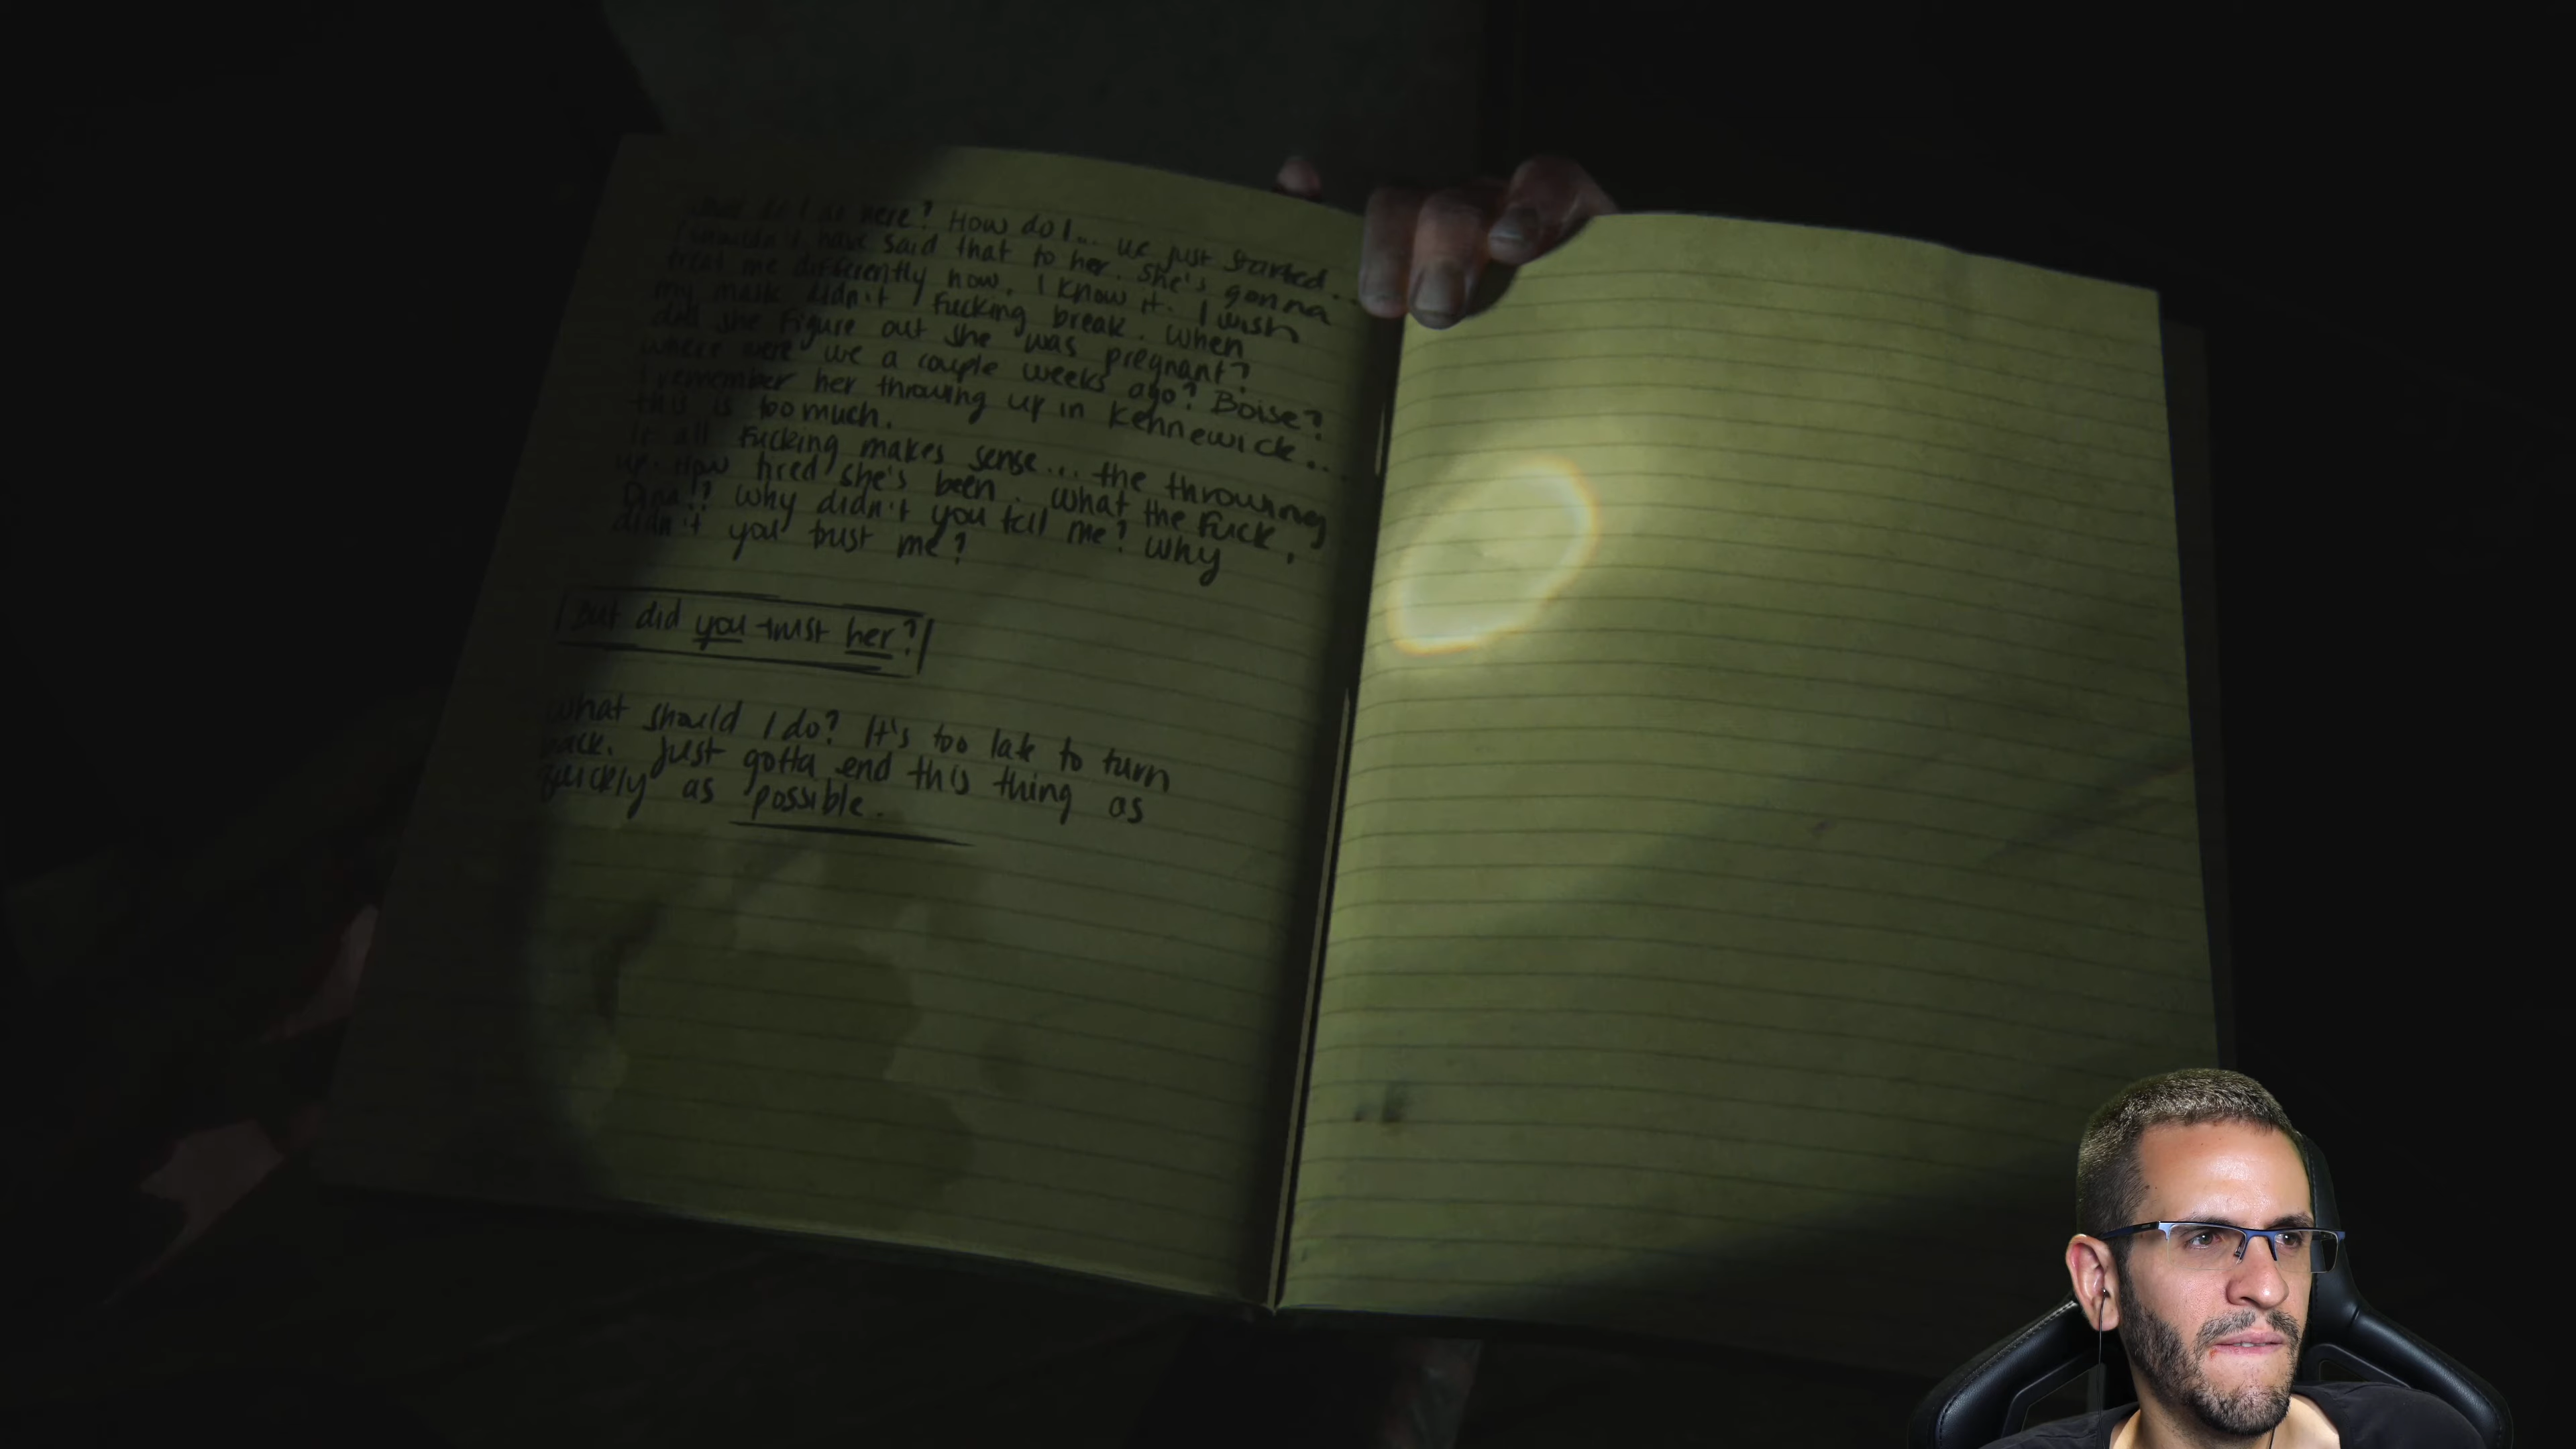 What do I do here? How do I... we just started...
I shouldn't have said that to her. She's gonna
treat me differently now. I know it. I wish
my mask didn't fucking break. When
did she figure out she was pregnant?
where were we a couple weeks ago? Boise?
I remember her throwing up in Kennewick...
this is too much.
It all fucking makes sense... the throwing
up. How tired she's been. What the fuck,
Dina!? Why didn't you tell me? Why
didn't you trust me?
But did you trust her?
What should I do? It's too late to turn
back. Just gotta end this thing as
quickly as possible.